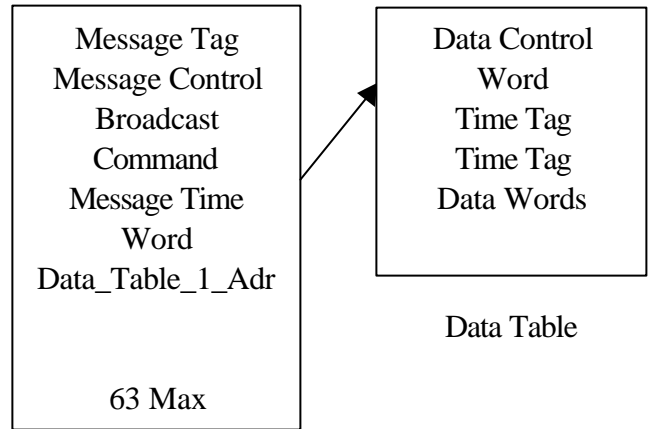 Message Tag
Message Control
Broadcast
Command
Message Time
Word
Data_Table_1_Adr
63 Max
Data Control
Word
Time Tag
Time Tag
Data Words
Data Table